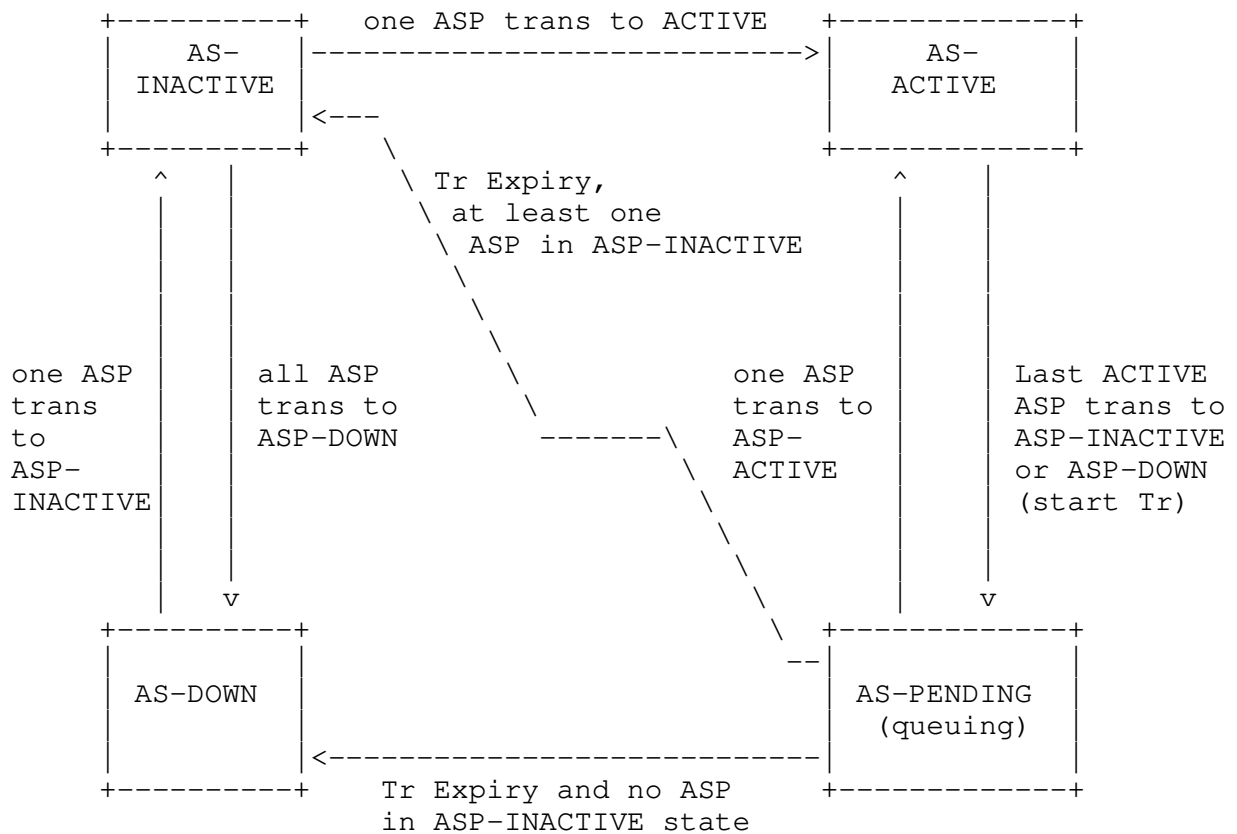 one ASP trans to ACTIVE
AS-
INACTIVE
AS-
ACTIVE
Tr Expiry,
at least one
ASP in ASP-INACTIVE
one ASP
trans
to
ASP-
INACTIVE
all ASP
trans to
ASP-DOWN
one ASP
trans to
ASP-
ACTIVE
Last ACTIVE
ASP trans to
ASP-INACTIVE
or ASP-DOWN
(start Tr)
AS-DOWN
AS-PENDING
(queuing)
Tr Expiry and no ASP
in ASP-INACTIVE state